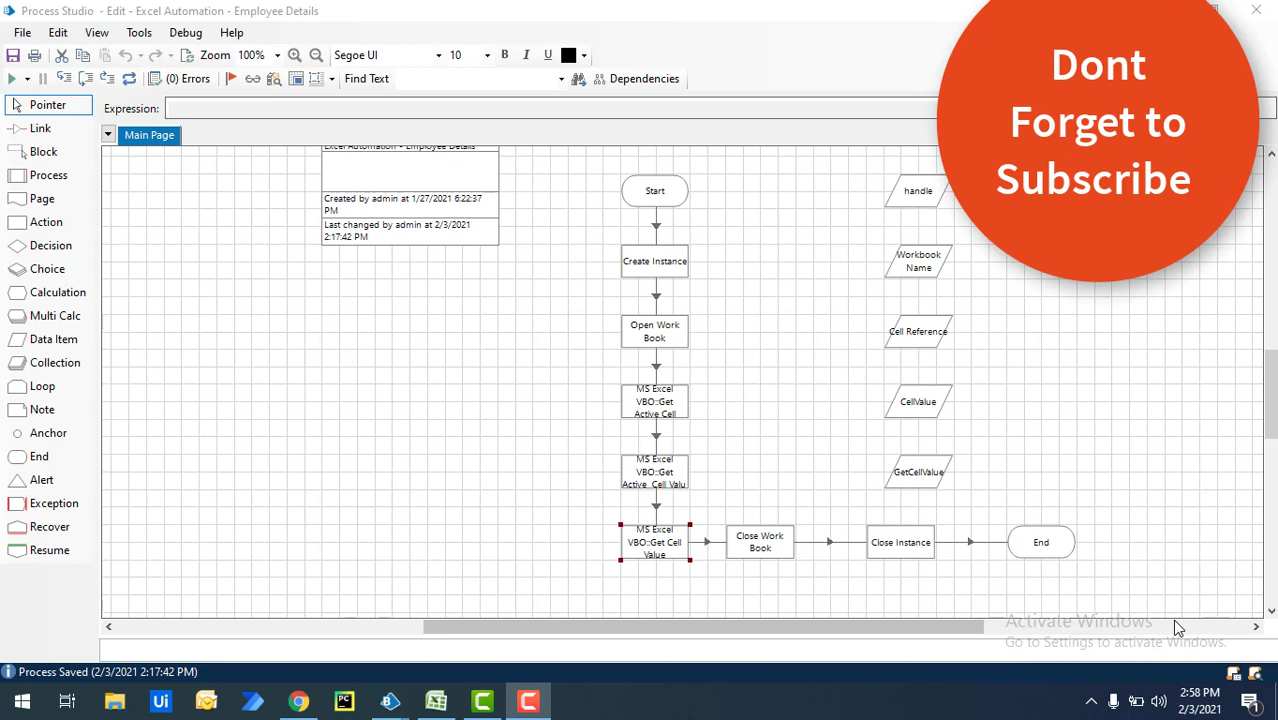 Process Studio - Edit - Excel Automation - Employee Details
File Edit View Tools Debug Help
Zoom 100% Segoe UI 10 B I U
(0) Errors Find Text Dependencies
Pointer
Expression:
Link
Main Page
Block
Process
Page
Action
Decision
Choice
Calculation
Multi Calc
Data Item
Collection
Loop
Note
Anchor
End
Alert
Exception
Recover
Resume
Excel Automation - Employee Details
Created by admin at 1/27/2021 6:22:37
PM
Last changed by admin at 2/3/2021
2:17:42 PM
Start
Create Instance
Open Work
Book
MS Excel
VBO::Get
Active Cell
MS Excel
VBO::Get
Active Cell Valu
MS Excel
VBO::Get Cell
Value
Close Work
Book
Close Instance
End
handle
Workbook
Name
Cell Reference
CellValue
GetCellValue
Dont
Forget to
Subscribe
Activate Windows
Go to Settings to activate Windows.
Process Saved (2/3/2021 2:17:42 PM)
Ui
PC
2:58 PM
2/3/2021
1